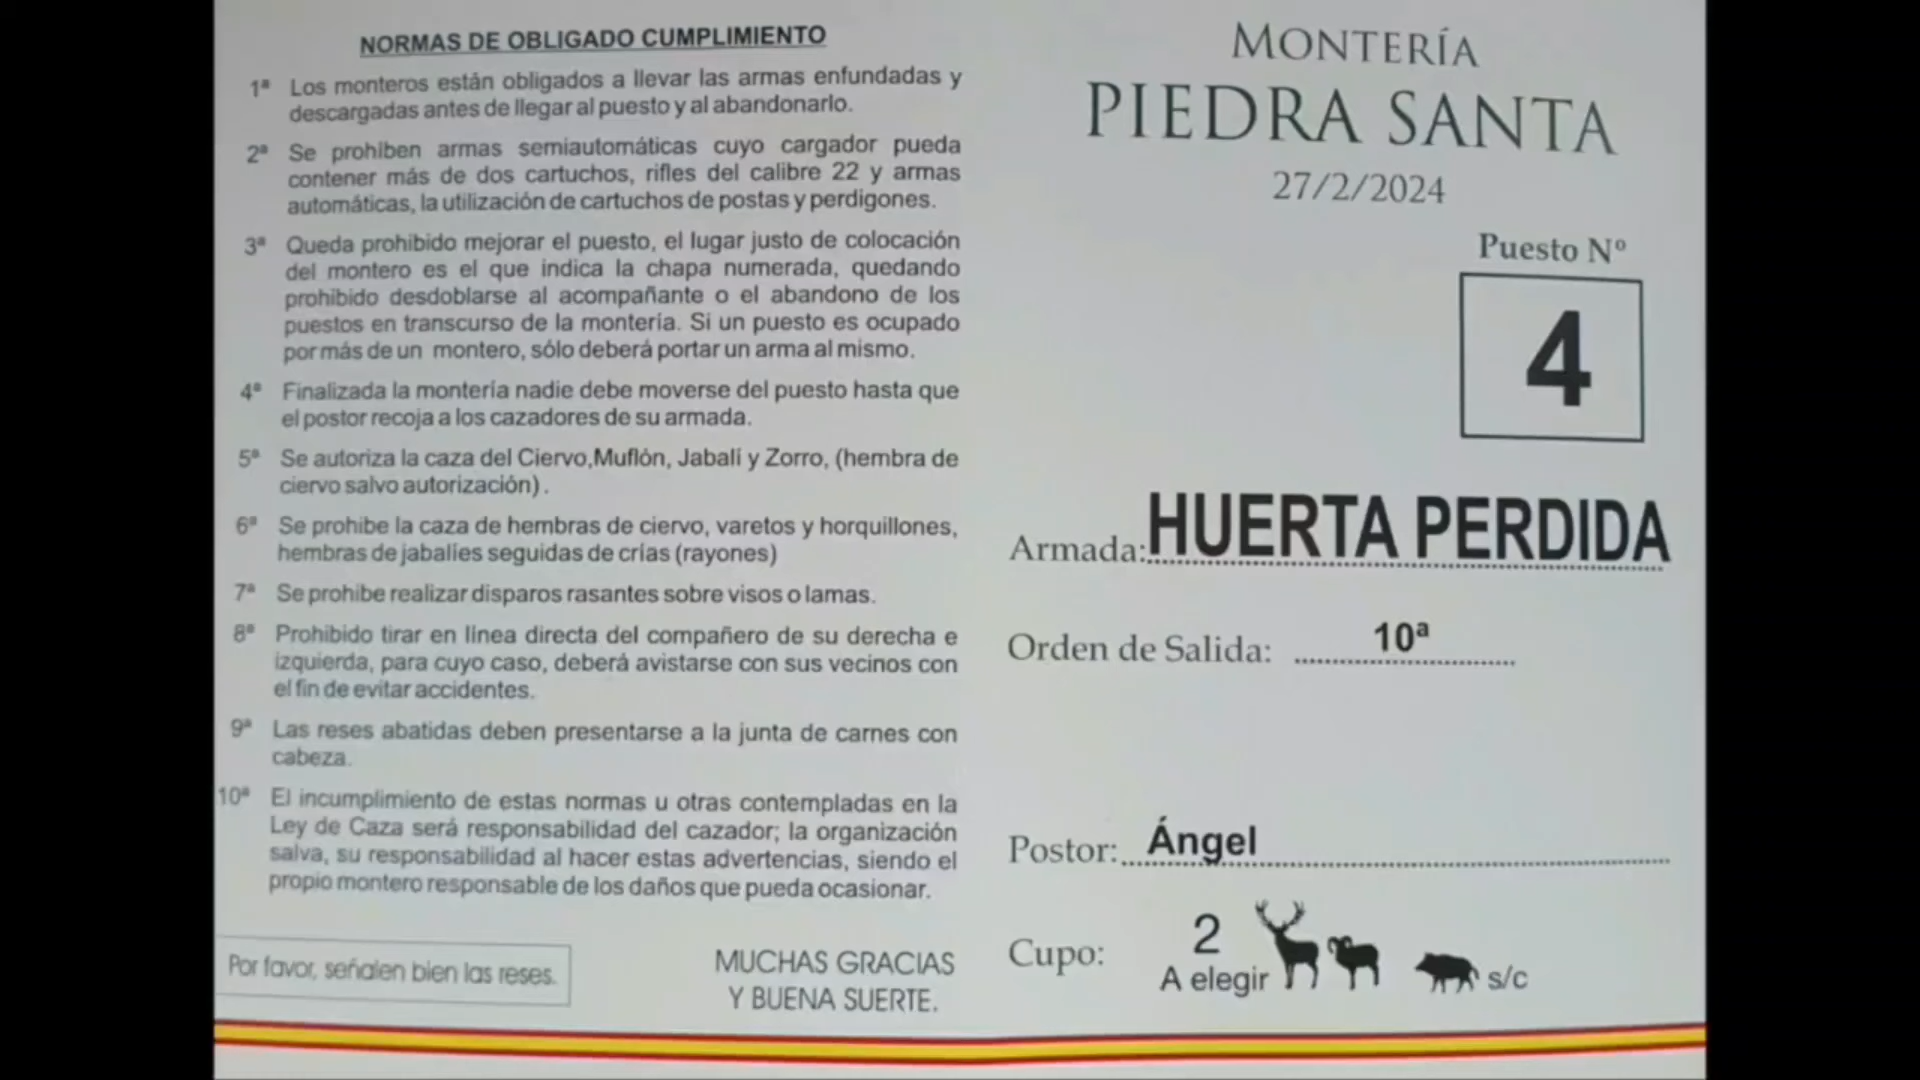 NORMAS DE OBLIGADO CUMPLIMIENTO
1ª Los monteros están obligados a llevar las armas enfundadas y
descargadas antes de llegar al puesto y al abandonarlo.
2ª Se prohiben armas semiautomáticas cuyo cargador pueda
contener más de dos cartuchos, rifles del calibre 22 y armas
automáticas, la utilización de cartuchos de postas y perdigones.
3ª Queda prohibido mejorar el puesto, el lugar justo de colocación
del montero es el que indica la chapa numerada, quedando
prohibido desdoblarse al acompañante o el abandono de los
puestos en transcurso de la montería. Si un puesto es ocupado
por más de un montero, sólo deberá portar un arma al mismo.
4ª Finalizada la montería nadie debe moverse del puesto hasta que
el postor recoja a los cazadores de su armada.
5ª Se autoriza la caza del Ciervo,Muflón, Jabalí y Zorro, (hembra de
ciervo salvo autorización).
6ª Se prohibe la caza de hembras de ciervo, varetos y horquillones,
hembras de jabalíes seguidas de crías (rayones)
7ª Se prohibe realizar disparos rasantes sobre visos o lamas.
8ª Prohibido tirar en línea directa del compañero de su derecha e
izquierda, para cuyo caso, deberá avistarse con sus vecinos con
el fin de evitar accidentes.
9ª Las reses abatidas deben presentarse a la junta de carnes con
cabeza.
10ª El incumplimiento de estas normas u otras contempladas en la
Ley de Caza será responsabilidad del cazador; la organización
salva, su responsabilidad al hacer estas advertencias, siendo el
propio montero responsable de los daños que pueda ocasionar.
Por favor, señalen bien las reses.
MUCHAS GRACIAS
Y BUENA SUERTE.
MONTERÍA
PIEDRA SANTA
27/2/2024
Puesto Nº
4
Armada: HUERTA PERDIDA
Orden de Salida: 10ª
Postor: Ángel
Cupo: 2
A elegir s/c